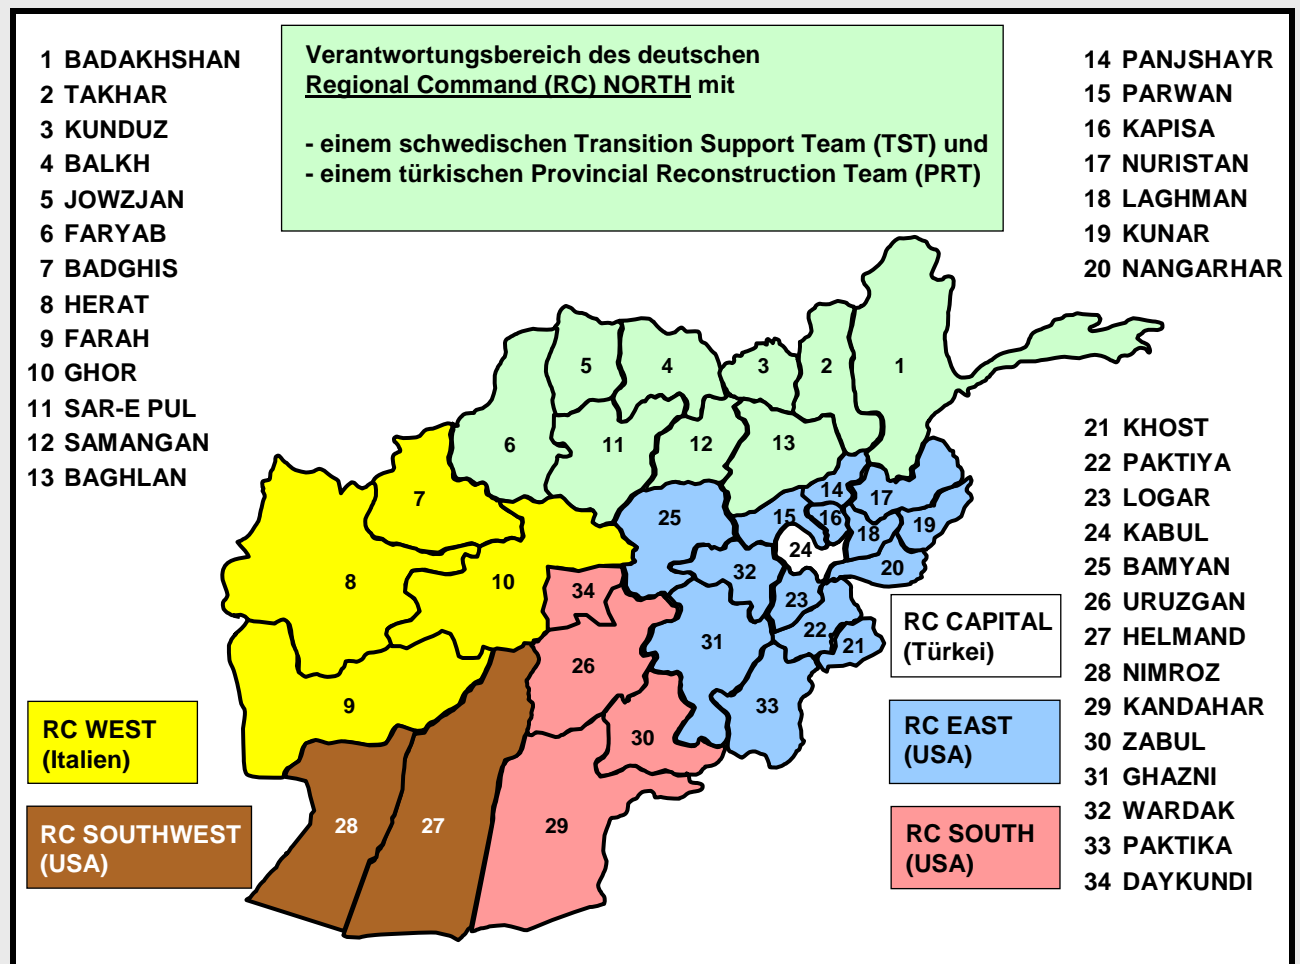 1 BADAKHSHAN
2 TAKHAR
3 KUNDUZ
4 BALKH
5 JOWZJAN
6 FARYAB
7 BADGHIS
8 HERAT
9 FARAH
10 GHOR
11 SAR-E PUL
12 SAMANGAN
13 BAGHLAN
Verantwortungsbereich des deutschen
Regional Command (RC) NORTH mit
- einem schwedischen Transition Support Team (TST) und
- einem türkischen Provincial Reconstruction Team (PRT)
14 PANJSHAYR
15 PARWAN
16 KAPISA
17 NURISTAN
18 LAGHMAN
19 KUNAR
20 NANGARHAR
21 KHOST
22 PAKTIYA
23 LOGAR
24 KABUL
25 BAMYAN
26 URUZGAN
27 HELMAND
28 NIMROZ
29 KANDAHAR
30 ZABUL
31 GHAZNI
32 WARDAK
33 PAKTIKA
34 DAYKUNDI
5
4
3
2
1
6
11
12
13
7
25
14
17
15
16
18
19
24
20
8
10
34
32
23
22
21
31
26
9
33
30
28
27
29
RC CAPITAL
(Türkei)
RC WEST
(Italien)
RC EAST
(USA)
RC SOUTHWEST
(USA)
RC SOUTH
(USA)